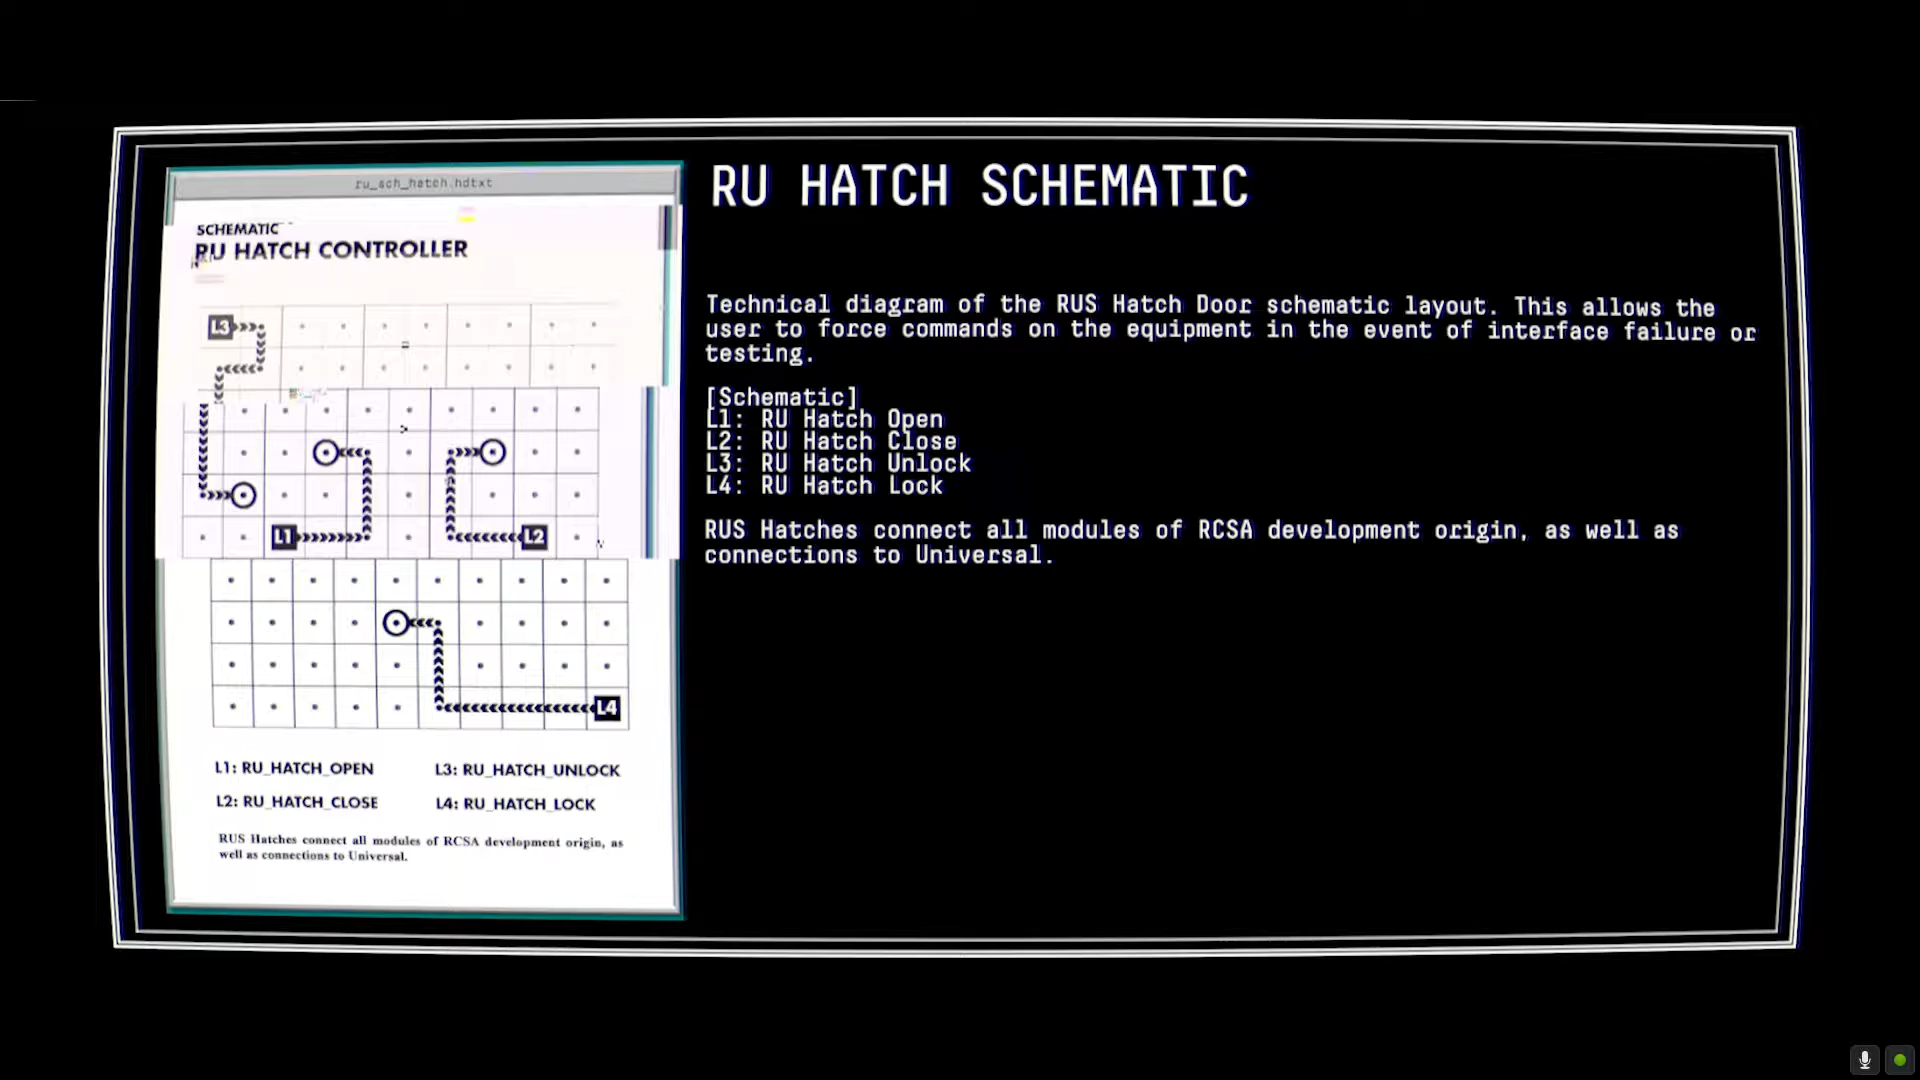 ru_sch_hatch.hdtxt
SCHEMATIC
RU HATCH CONTROLLER
L3
L1
L2
L4
L1: RU_HATCH_OPEN
L3: RU_HATCH_UNLOCK
L2: RU_HATCH_CLOSE
L4: RU_HATCH_LOCK
RUS Hatches connect all modules of RCSA development origin, as
well as connections to Universal.
RU HATCH SCHEMATIC
Technical diagram of the RUS Hatch Door schematic layout. This allows the
user to force commands on the equipment in the event of interface failure or
testing.
[Schematic]
L1: RU Hatch Open
L2: RU Hatch Close
L3: RU Hatch Unlock
L4: RU Hatch Lock
RUS Hatches connect all modules of RCSA development origin, as well as
connections to Universal.